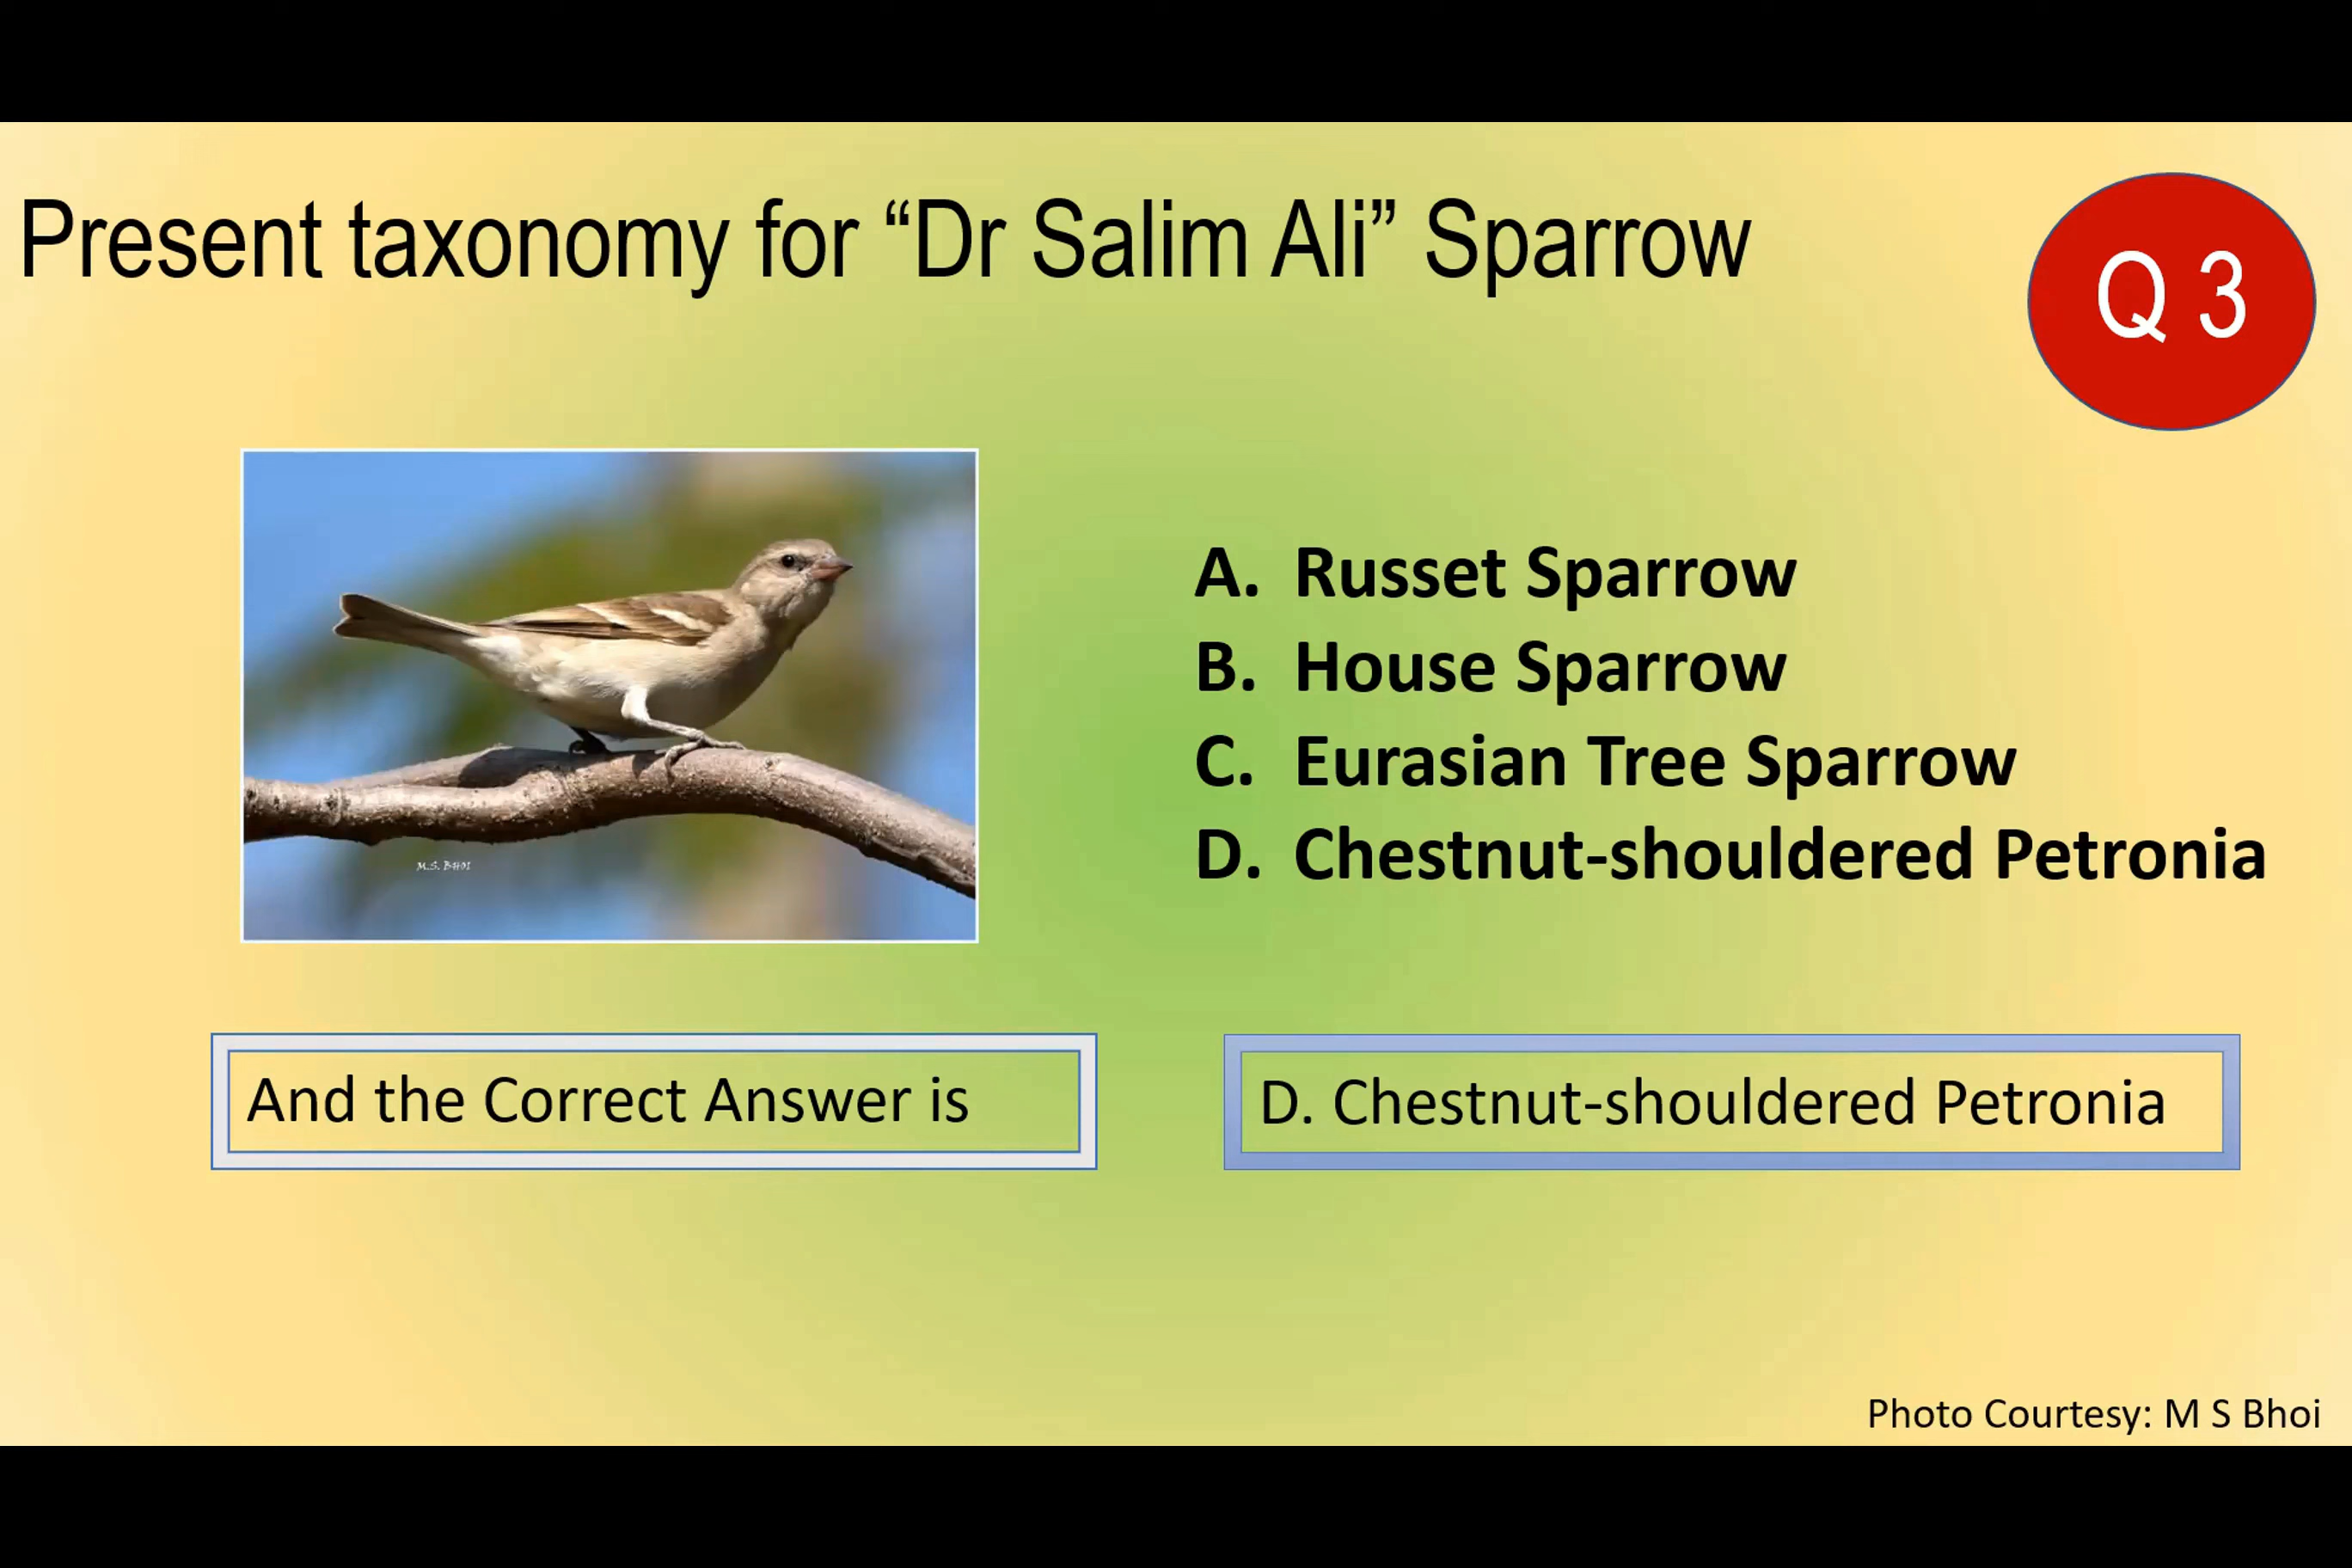 Present taxonomy for “Dr Salim Ali” Sparrow
Q 3
A. Russet Sparrow
B. House Sparrow
C. Eurasian Tree Sparrow
D. Chestnut-shouldered Petronia
M.S. BHOI
And the Correct Answer is
D. Chestnut-shouldered Petronia
Photo Courtesy: M S Bhoi